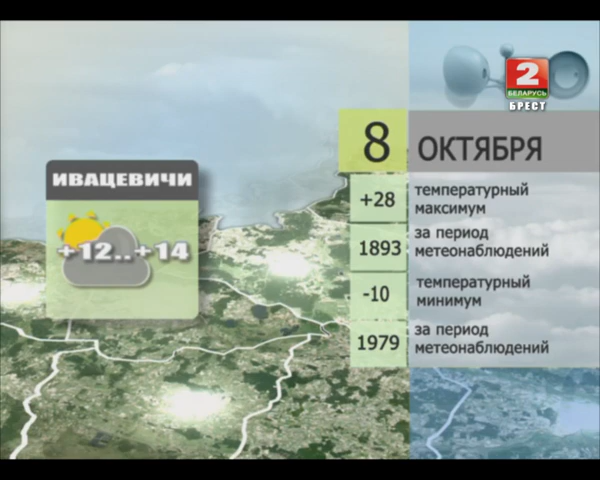 2
БЕЛАРУСЬ
БРЕСТ
8 ОКТЯБРЯ
ИВАЦЕВИЧИ
+12..+14
+28 температурный
максимум
1893 за период
метеонаблюдений
-10 температурный
минимум
1979 за период
метеонаблюдений